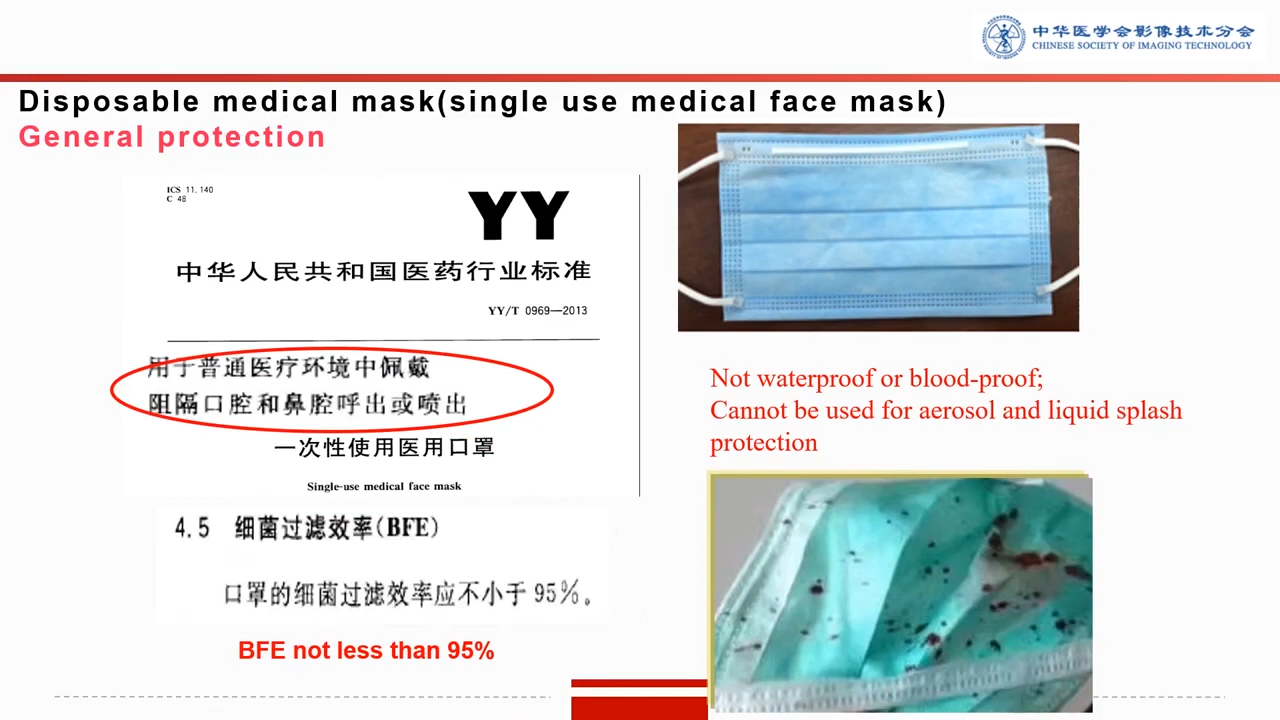 中华医学会影像技术分会
CHINESE SOCIETY OF IMAGING TECHNOLOGY
Disposable medical mask(single use medical face mask)
General protection
ICS 11.140
C 48
YY
中华人民共和国医药行业标准
YY/T 0969—2013
用于普通医疗环境中佩戴
阻隔口腔和鼻腔呼出或喷出
一次性使用医用口罩
Single-use medical face mask
4.5 细菌过滤效率(BFE)
口罩的细菌过滤效率应不小于 95%。
BFE not less than 95%
Not waterproof or blood-proof;
Cannot be used for aerosol and liquid splash
protection